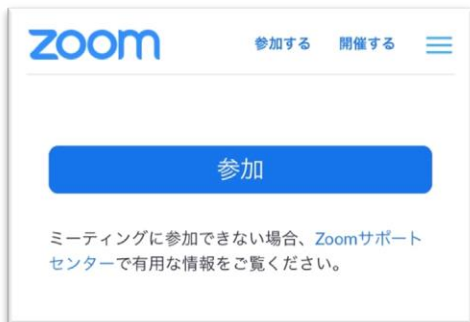 zoom 参加する 開催する
参加
ミーティングに参加できない場合、Zoomサポート
センターで有用な情報をご覧ください。